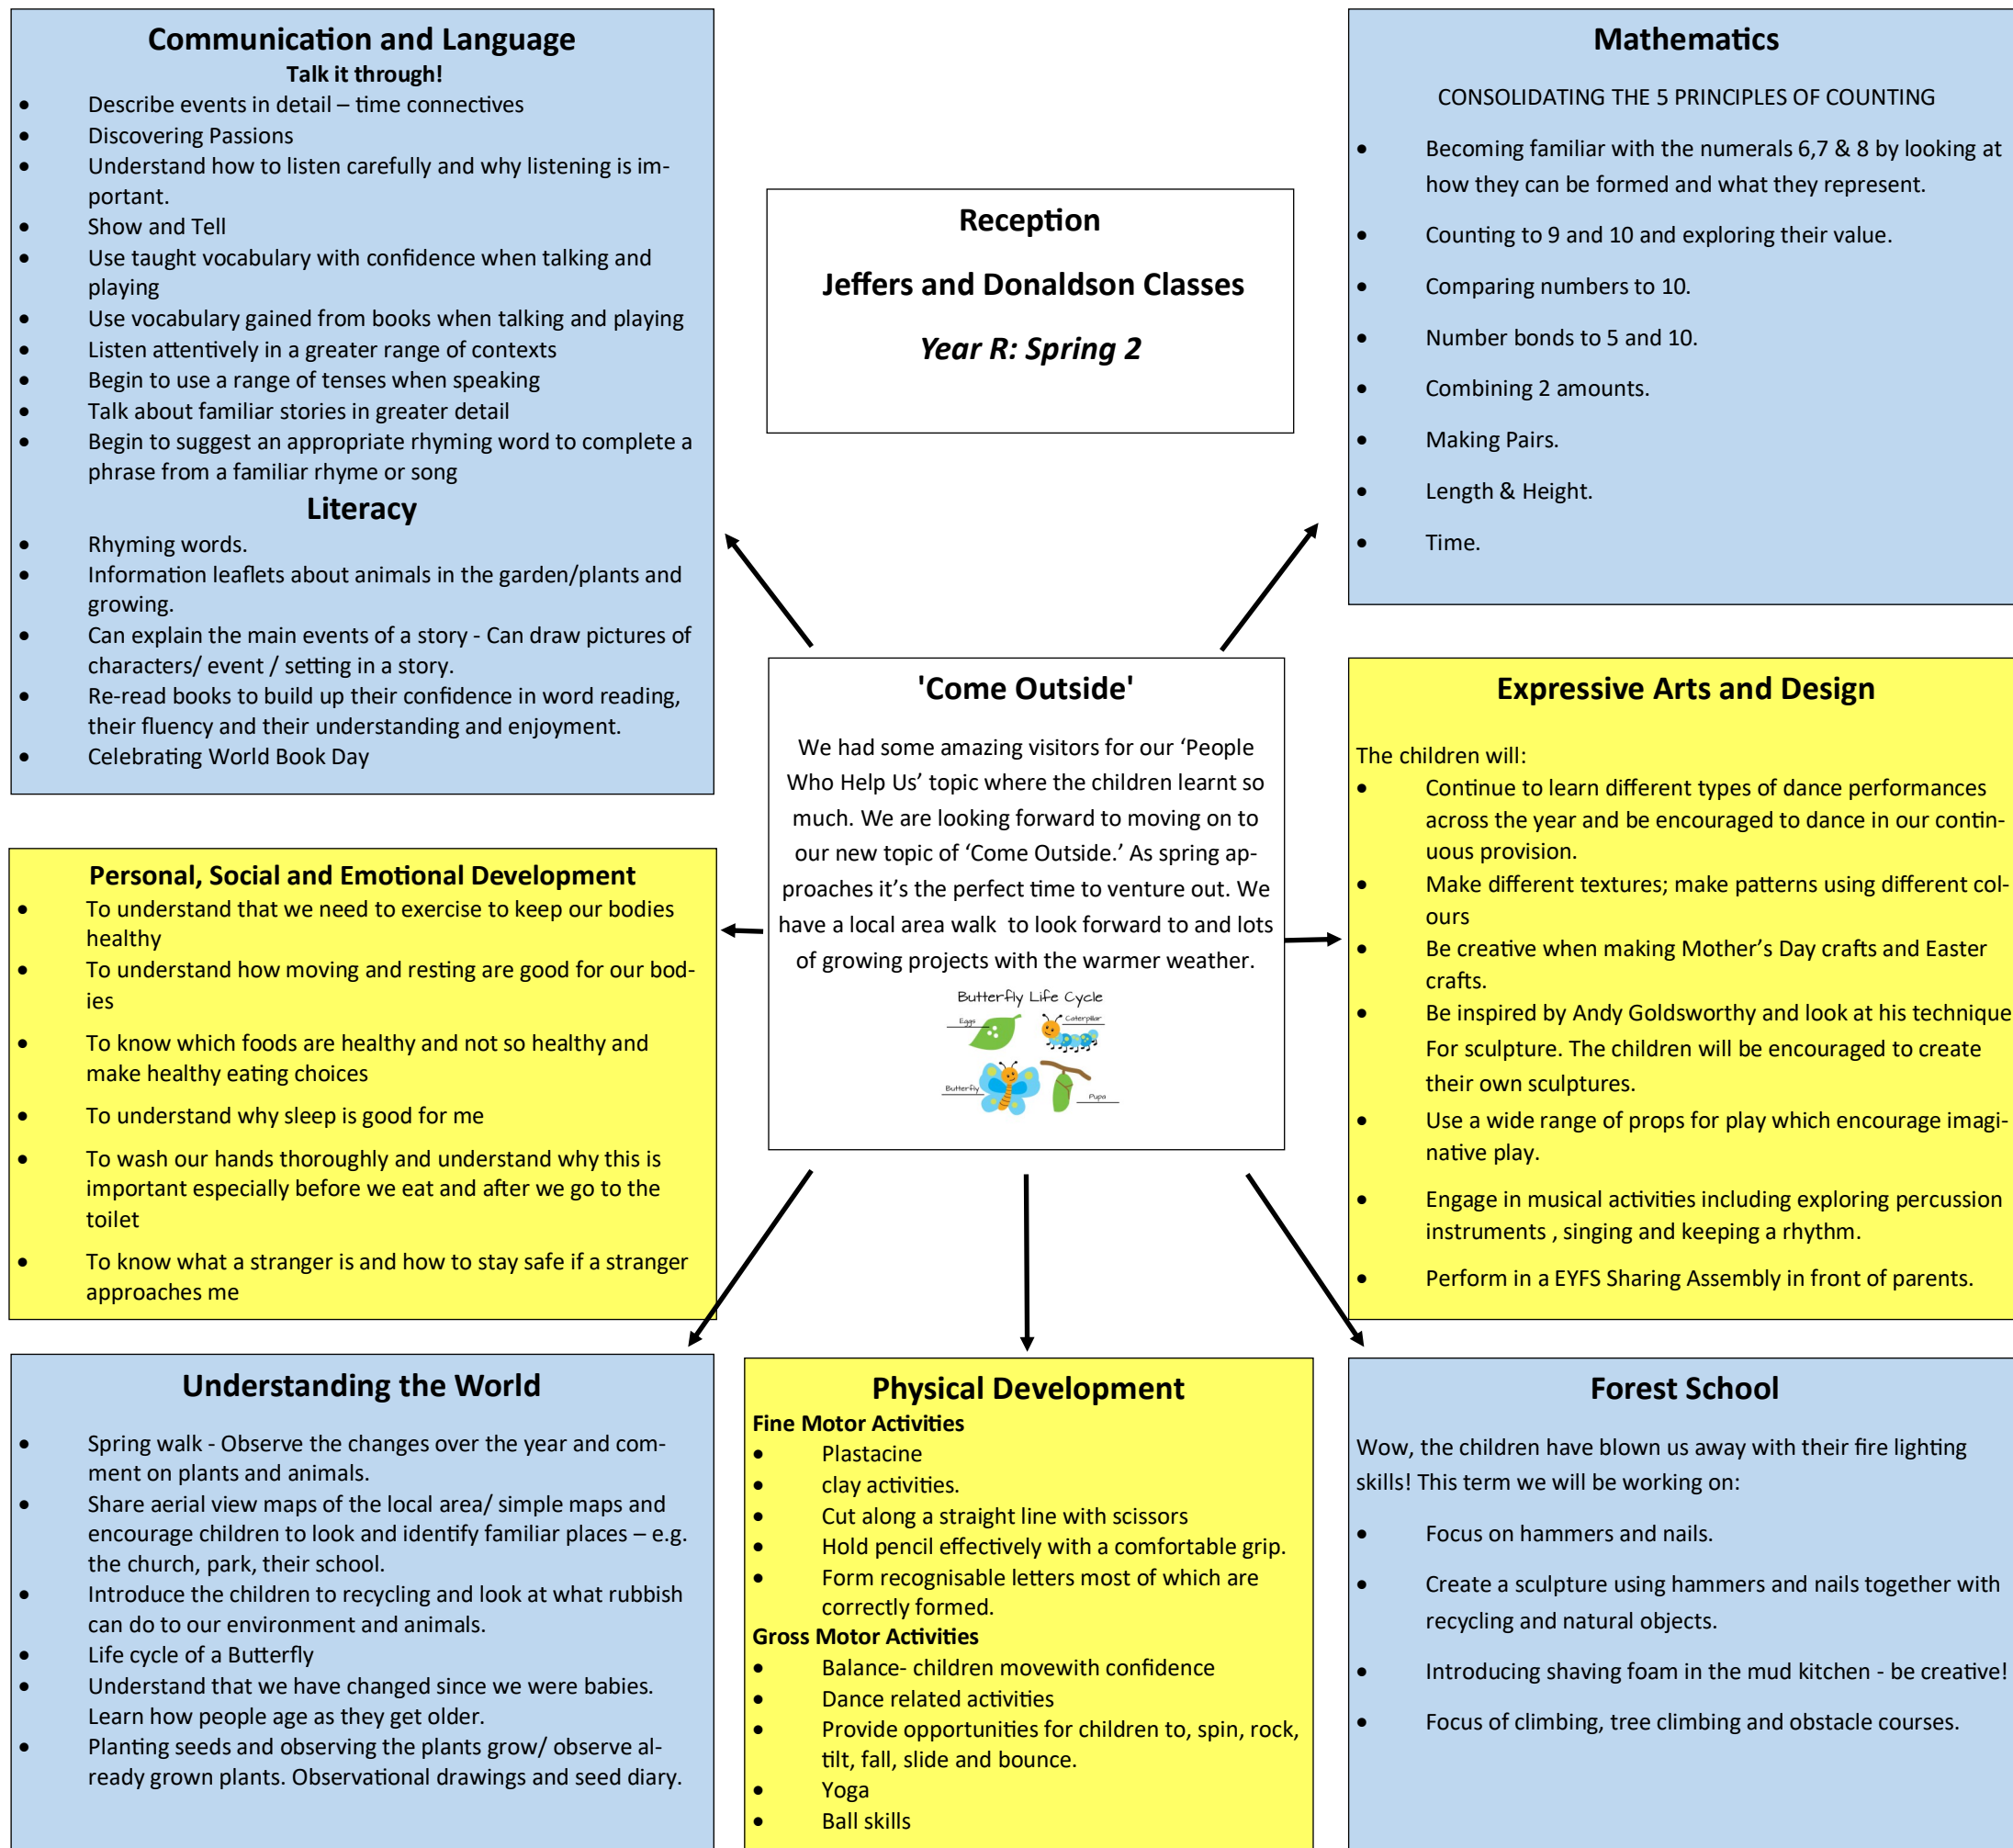 Communication and Language
Talk it through!
• Describe events in detail – time connectives
• Discovering Passions
• Understand how to listen carefully and why listening is im-
portant.
• Show and Tell
• Use taught vocabulary with confidence when talking and
playing
• Use vocabulary gained from books when talking and playing
• Listen attentively in a greater range of contexts
• Begin to use a range of tenses when speaking
• Talk about familiar stories in greater detail
• Begin to suggest an appropriate rhyming word to complete a
phrase from a familiar rhyme or song
Literacy
• Rhyming words.
• Information leaflets about animals in the garden/plants and
growing.
• Can explain the main events of a story - Can draw pictures of
characters/ event / setting in a story.
• Re-read books to build up their confidence in word reading,
their fluency and their understanding and enjoyment.
• Celebrating World Book Day
Reception
Jeffers and Donaldson Classes
Year R: Spring 2
Mathematics
CONSOLIDATING THE 5 PRINCIPLES OF COUNTING
• Becoming familiar with the numerals 6,7 & 8 by looking at
how they can be formed and what they represent.
• Counting to 9 and 10 and exploring their value.
• Comparing numbers to 10.
• Number bonds to 5 and 10.
• Combining 2 amounts.
• Making Pairs.
• Length & Height.
• Time.
Personal, Social and Emotional Development
• To understand that we need to exercise to keep our bodies
healthy
• To understand how moving and resting are good for our bod-
ies
• To know which foods are healthy and not so healthy and
make healthy eating choices
• To understand why sleep is good for me
• To wash our hands thoroughly and understand why this is
important especially before we eat and after we go to the
toilet
• To know what a stranger is and how to stay safe if a stranger
approaches me
'Come Outside'
We had some amazing visitors for our ‘People
Who Help Us’ topic where the children learnt so
much. We are looking forward to moving on to
our new topic of ‘Come Outside.’ As spring ap-
proaches it’s the perfect time to venture out. We
have a local area walk to look forward to and lots
of growing projects with the warmer weather.
Butterfly Life Cycle
Eggs
Caterpillar
Butterfly
Pupa
Expressive Arts and Design
The children will:
• Continue to learn different types of dance performances
across the year and be encouraged to dance in our contin-
uous provision.
• Make different textures; make patterns using different col-
ours
• Be creative when making Mother’s Day crafts and Easter
crafts.
• Be inspired by Andy Goldsworthy and look at his technique
For sculpture. The children will be encouraged to create
their own sculptures.
• Use a wide range of props for play which encourage imagi-
native play.
• Engage in musical activities including exploring percussion
instruments , singing and keeping a rhythm.
• Perform in a EYFS Sharing Assembly in front of parents.
Understanding the World
• Spring walk - Observe the changes over the year and com-
ment on plants and animals.
• Share aerial view maps of the local area/ simple maps and
encourage children to look and identify familiar places – e.g.
the church, park, their school.
• Introduce the children to recycling and look at what rubbish
can do to our environment and animals.
• Life cycle of a Butterfly
• Understand that we have changed since we were babies.
Learn how people age as they get older.
• Planting seeds and observing the plants grow/ observe al-
ready grown plants. Observational drawings and seed diary.
Physical Development
Fine Motor Activities
• Plastacine
• clay activities.
• Cut along a straight line with scissors
• Hold pencil effectively with a comfortable grip.
• Form recognisable letters most of which are
correctly formed.
Gross Motor Activities
• Balance- children movewith confidence
• Dance related activities
• Provide opportunities for children to, spin, rock,
tilt, fall, slide and bounce.
• Yoga
• Ball skills
Forest School
Wow, the children have blown us away with their fire lighting
skills! This term we will be working on:
• Focus on hammers and nails.
• Create a sculpture using hammers and nails together with
recycling and natural objects.
• Introducing shaving foam in the mud kitchen - be creative!
• Focus of climbing, tree climbing and obstacle courses.